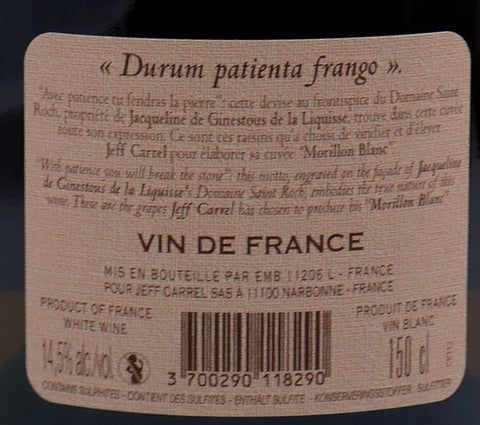 « Durum patienta frango ».
"Avec patience tu fendras la pierre": cette devise au frontispice du Domaine Saint
Roch, propriété de Jacqueline de Ginestous de la Liquisse, trouve dans cette cuvée
toute son expression. Ce sont ces raisins qu'a choisi de vinifier et d'élever
Jeff Carrel pour élaborer sa cuvée "Morillon Blanc".
"With patience you will break the stone": this motto, engraved on the façade of Jacqueline
de Ginestous de la Liquisse's Domaine Saint Roch, embodies the true nature of this
wine. These are the grapes Jeff Carrel has chosen to produce his "Morillon Blanc".
VIN DE FRANCE
MIS EN BOUTEILLE PAR EMB 11206 L - FRANCE
POUR JEFF CARREL SAS À 11100 NARBONNE - FRANCE
PRODUCT OF FRANCE
WHITE WINE
14,5% alc./vol.
PRODUIT DE FRANCE
VIN BLANC
150 cl
3 700290 118290
CONTAINS SULPHITES - CONTIENT DES SULFITES - ENTHÄLT SULFITE - KONSERVERINGSSTOFFER : SULFITTER